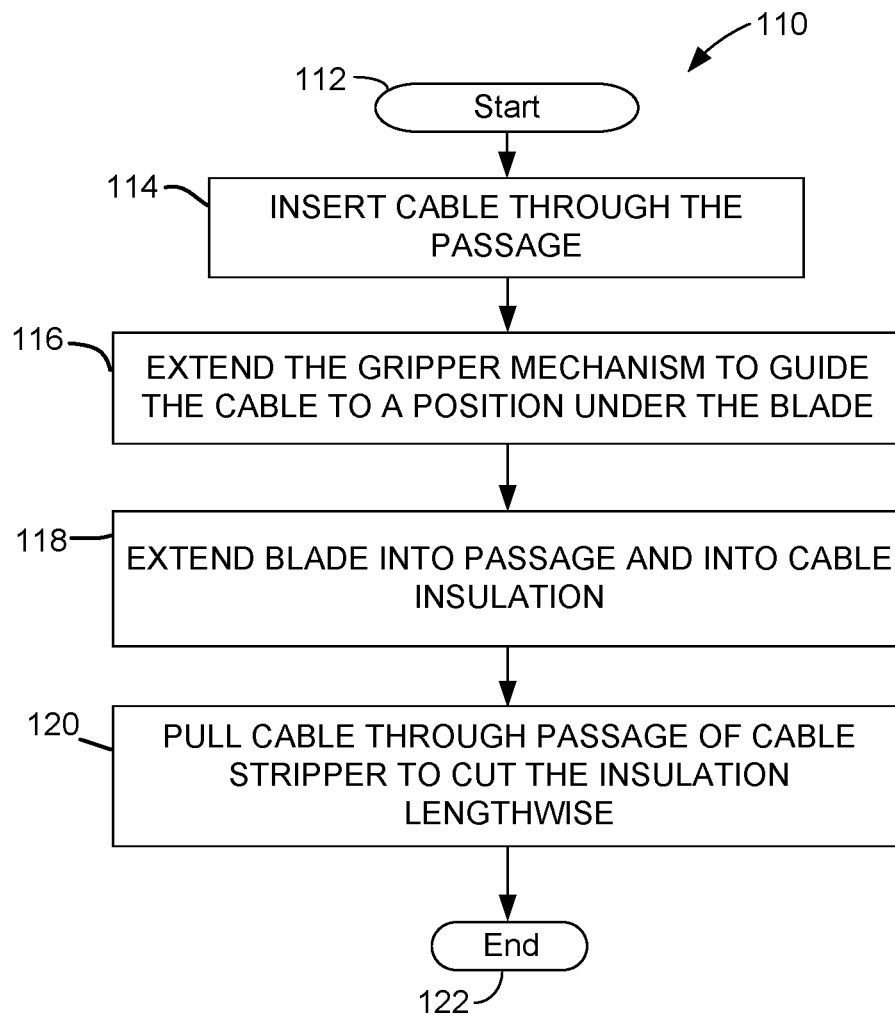 110
112
Start
114
INSERT CABLE THROUGH THE
PASSAGE
116
EXTEND THE GRIPPER MECHANISM TO GUIDE
THE CABLE TO A POSITION UNDER THE BLADE
118
EXTEND BLADE INTO PASSAGE AND INTO CABLE
INSULATION
120
PULL CABLE THROUGH PASSAGE OF CABLE
STRIPPER TO CUT THE INSULATION
LENGTHWISE
End
122